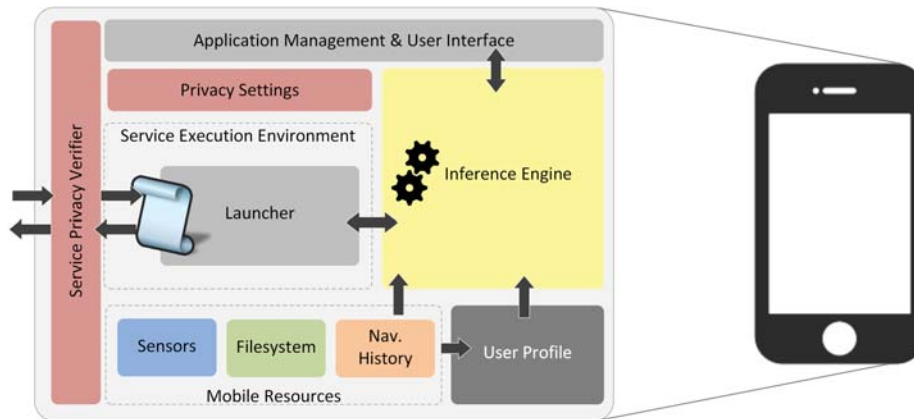 Application Management & User Interface
Privacy Settings
Service Execution Environment
Service Privacy Verifier
Launcher
Inference Engine
Sensors
Filesystem
Nav.
History
User Profile
Mobile Resources